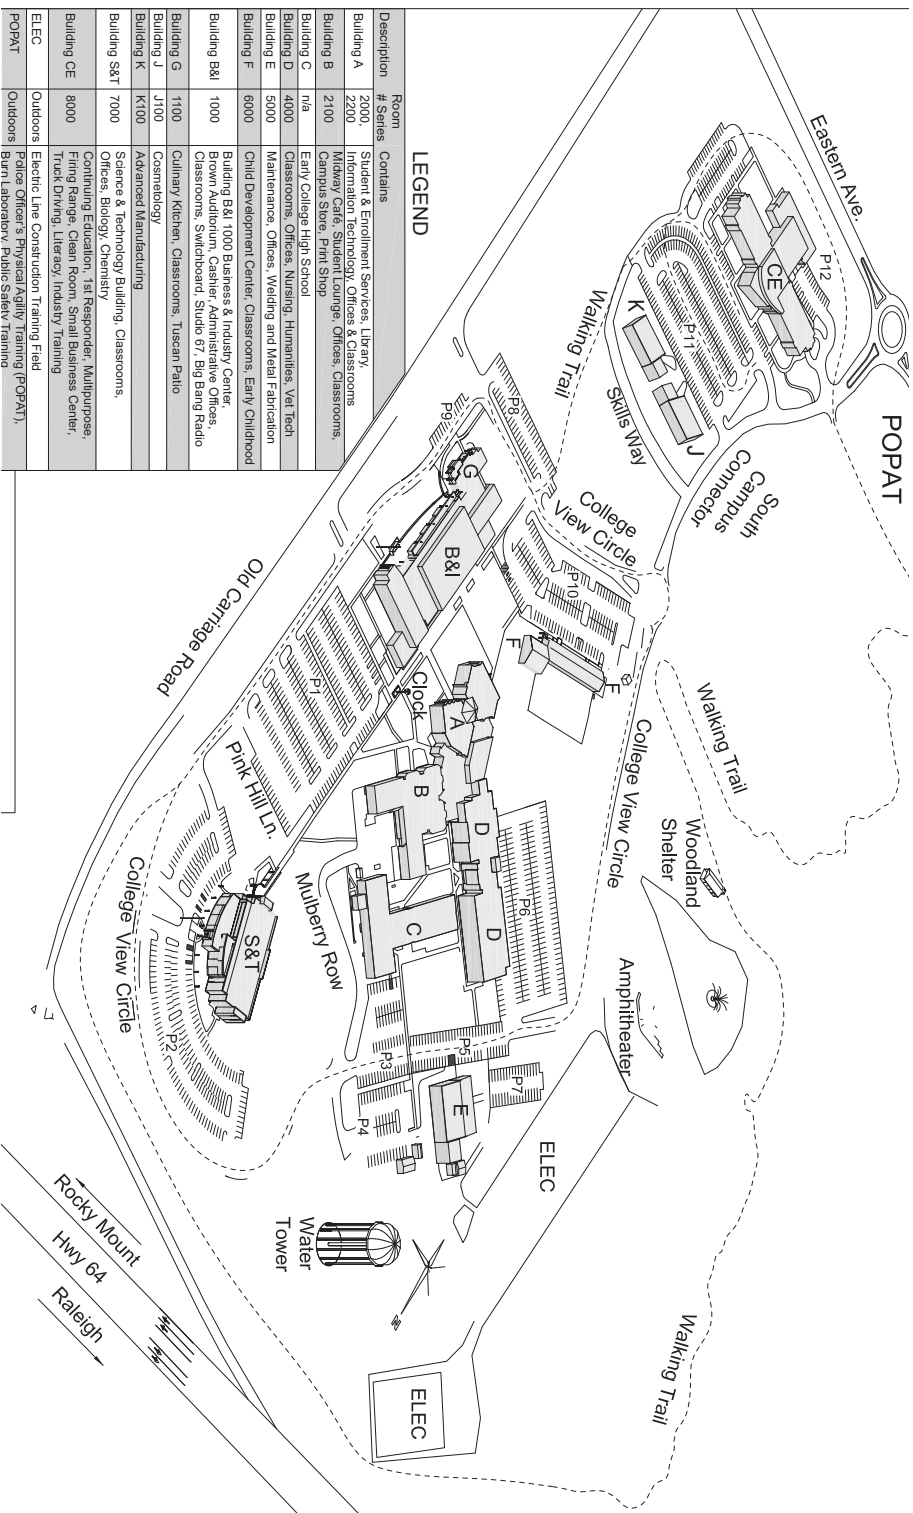 LEGEND
Description Room # Series Contains
Building A 2000, 2200 Student & Enrollment Services, Library,
Information Technology, Offices & Classrooms
Building B 2100 Midway Café, Student Lounge, Offices, Classrooms,
Campus Store, Print Shop
Building C n/a Early College High School
Building D 4000 Classrooms, Offices, Nursing, Humanities, Vet Tech
Building E 5000 Maintenance, Offices, Welding and Metal Fabrication
Building F 6000 Child Development Center, Classrooms, Early Childhood
Building B&I 1000 Building B&I 1000 Business & Industry Center,
Brown Auditorium, Cashier, Administrative Offices,
Classrooms, Switchboard, Studio 67, Big Bang Radio
Building G 1100 Culinary Kitchen, Classrooms, Tuscan Patio
Building J J100 Cosmetology
Building K K100 Advanced Manufacturing
Building S&T 7000 Science & Technology Building, Classrooms,
Offices, Biology, Chemistry
Building CE 8000 Continuing Education, 1st Responder, Multipurpose,
Firing Range, Clean Room, Small Business Center,
Truck Driving, Literacy, Industry Training
ELEC Outdoors Electric Line Construction Training Field
POPAT Outdoors Police Officer's Physical Agility Training (POPAT),
Burn Laboratory, Public Safety Training
POPAT
Eastern Ave.
P12
CE
P11
K
J
Walking Trail
Skills Way
South
Campus
Connector
P8
P9
College
View Circle
G
B&I
P10
F
F
Walking Trail
College View Circle
Woodland
Shelter
Old Carriage Road
P1
Clock
A
B
D
P6
Pink Hill Ln.
Mulberry Row
C
D
College View Circle
S&T
P2
Amphitheater
P3
P5
P7
P4
E
ELEC
Water
Tower
N
Walking Trail
Rocky Mount
Hwy 64
Raleigh
ELEC